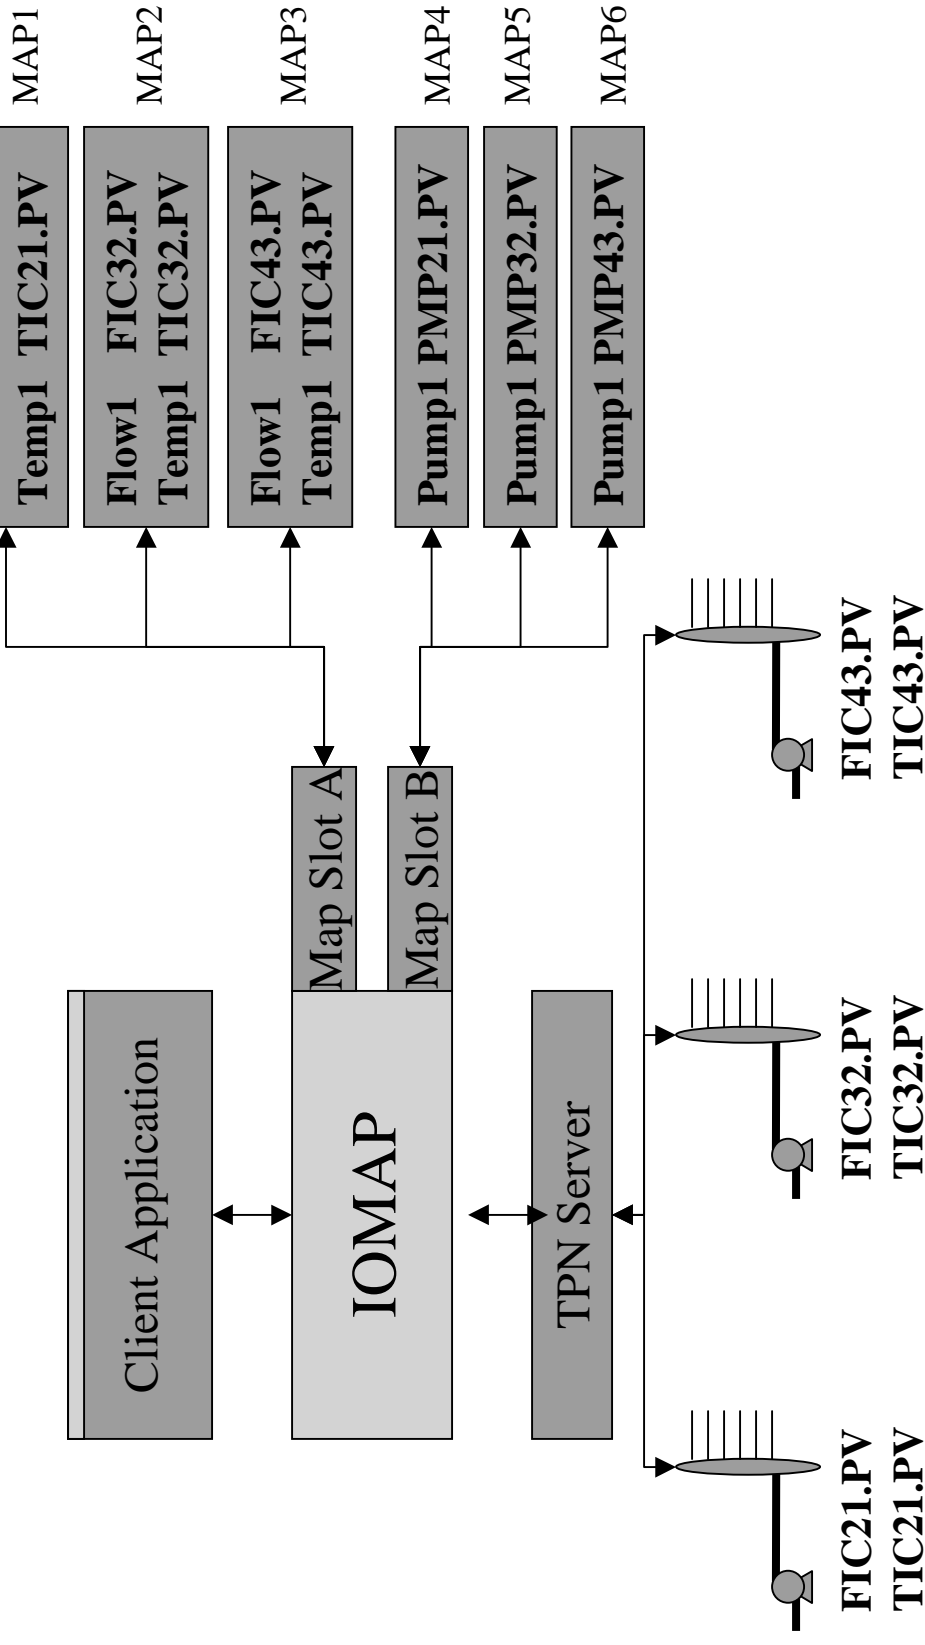 Temp1 TIC21.PV
MAP1
Flow1 FIC32.PV
Temp1 TIC32.PV
MAP2
Flow1 FIC43.PV
Temp1 TIC43.PV
MAP3
Pump1 PMP21.PV
MAP4
Pump1 PMP32.PV
MAP5
Pump1 PMP43.PV
MAP6
Client Application
IOMAP
Map Slot A
Map Slot B
TPN Server
FIC21.PV
TIC21.PV
FIC32.PV
TIC32.PV
FIC43.PV
TIC43.PV